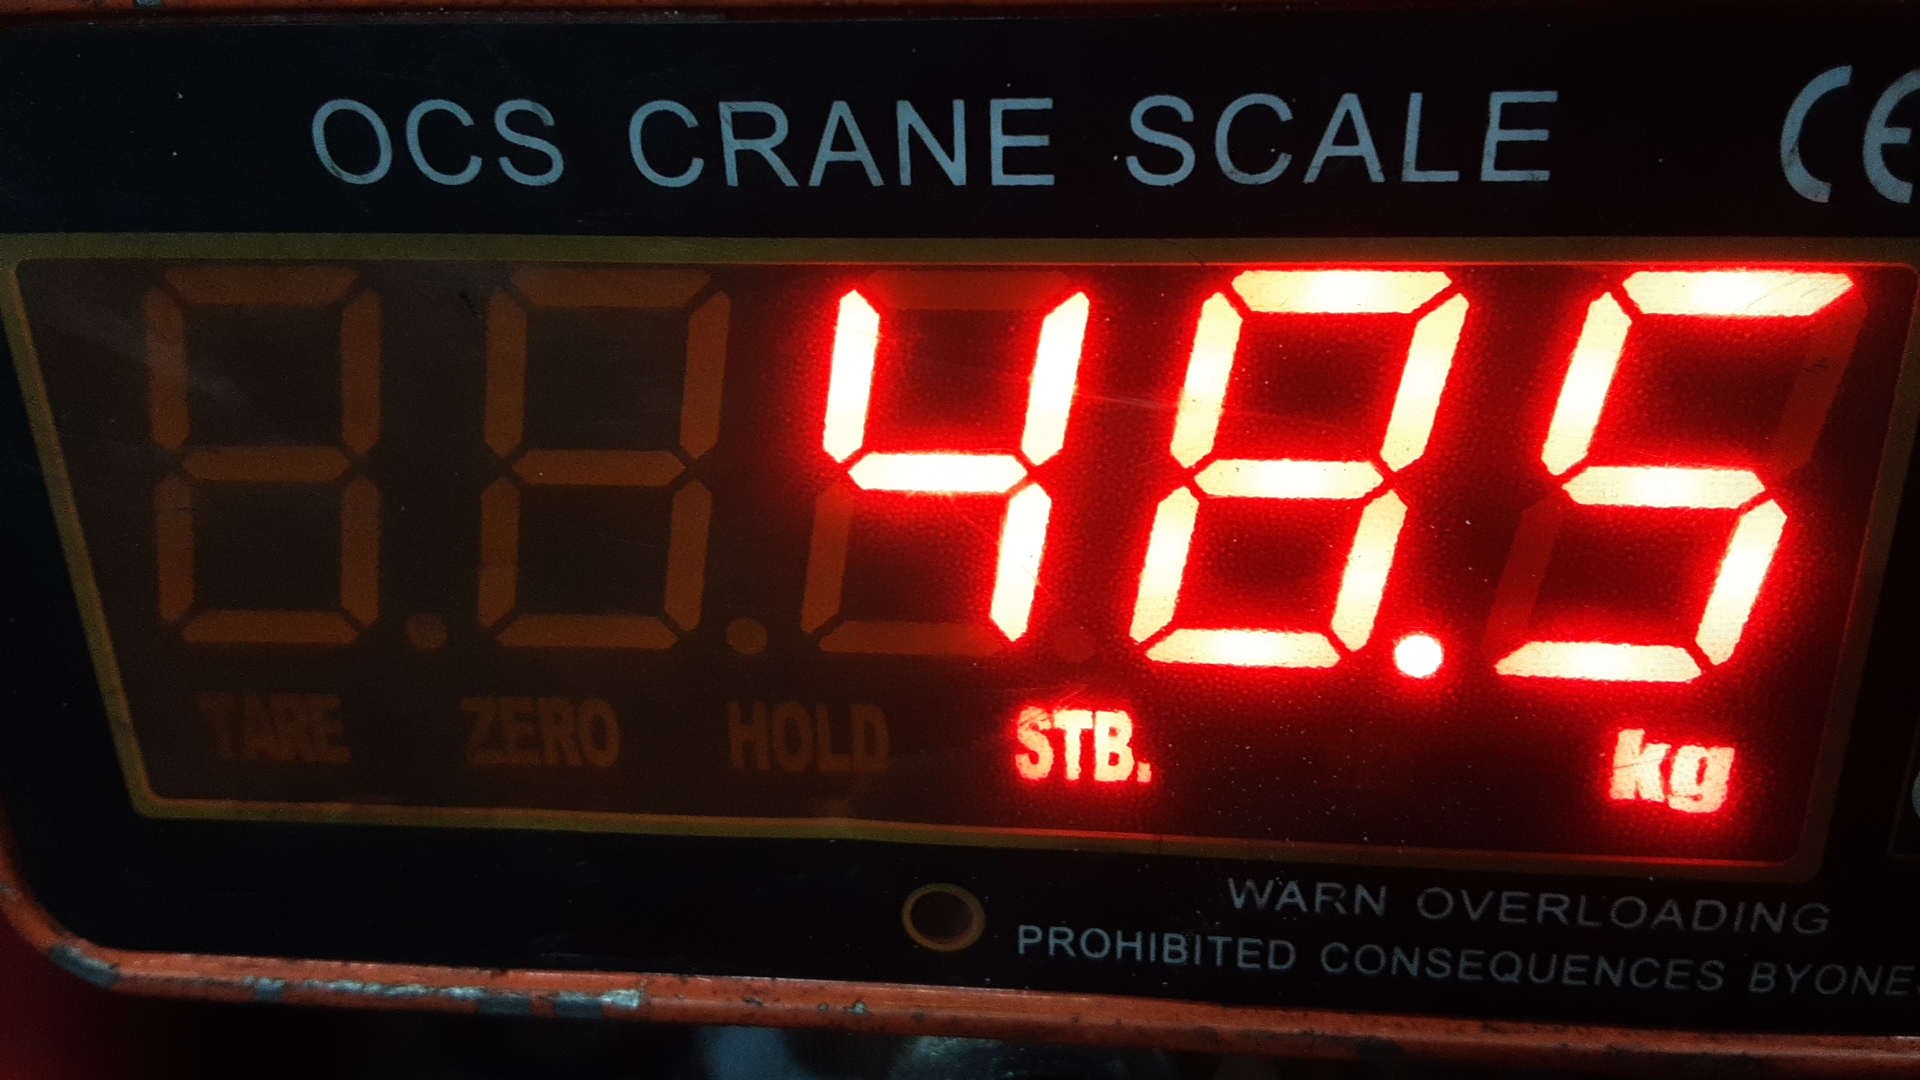 OCS CRANE SCALE CE
48.5
TARE ZERO HOLD STB. kg
WARN OVERLOADING
PROHIBITED CONSEQUENCES BYONE